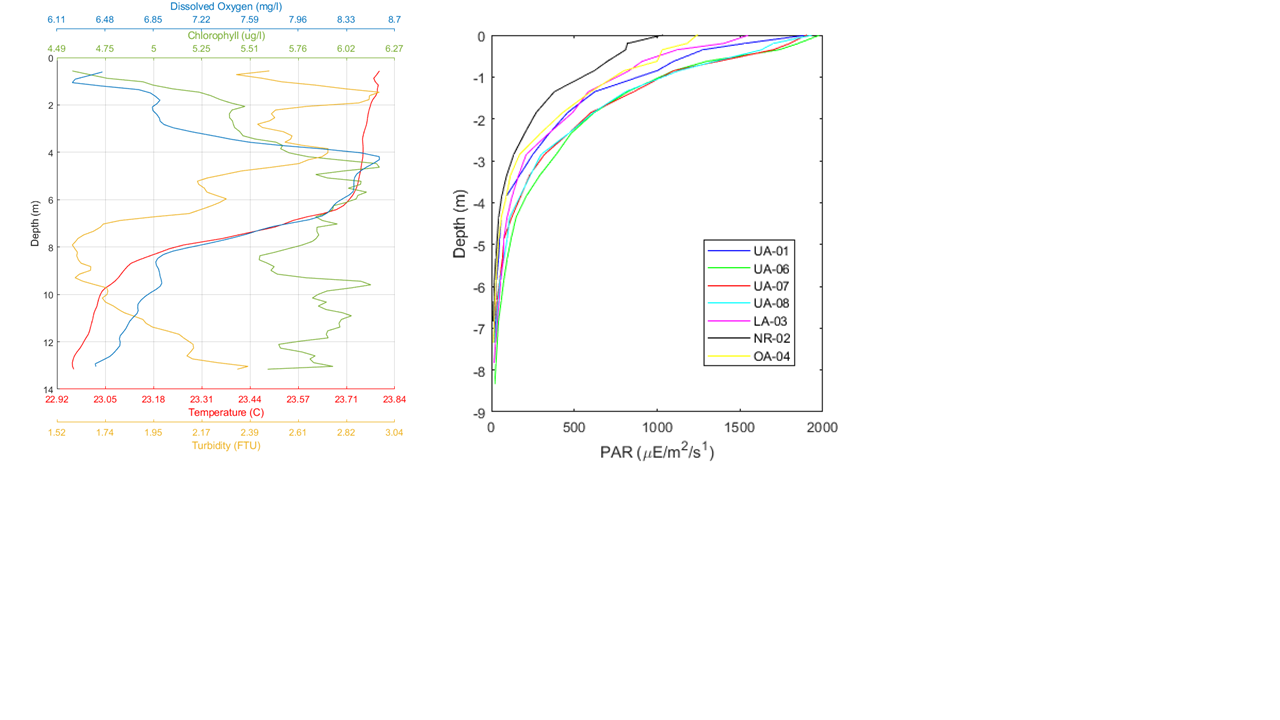 Dissolved Oxygen (mg/l)
6.11 6.48 6.85 7.22 7.59 7.96 8.33 8.7
Chlorophyll (ug/l)
4.49 4.75 5 5.25 5.51 5.76 6.02 6.27
0
2
4
6
8
10
12
14
Depth (m)
22.92 23.05 23.18 23.31 23.44 23.57 23.71 23.84
Temperature (C)
1.52 1.74 1.95 2.17 2.39 2.61 2.82 3.04
Turbidity (FTU)
0
-1
-2
-3
-4
-5
-6
-7
-8
-9
Depth (m)
UA-01
UA-06
UA-07
UA-08
LA-03
NR-02
OA-04
0 500 1000 1500 2000
PAR (μE/m²/s¹)